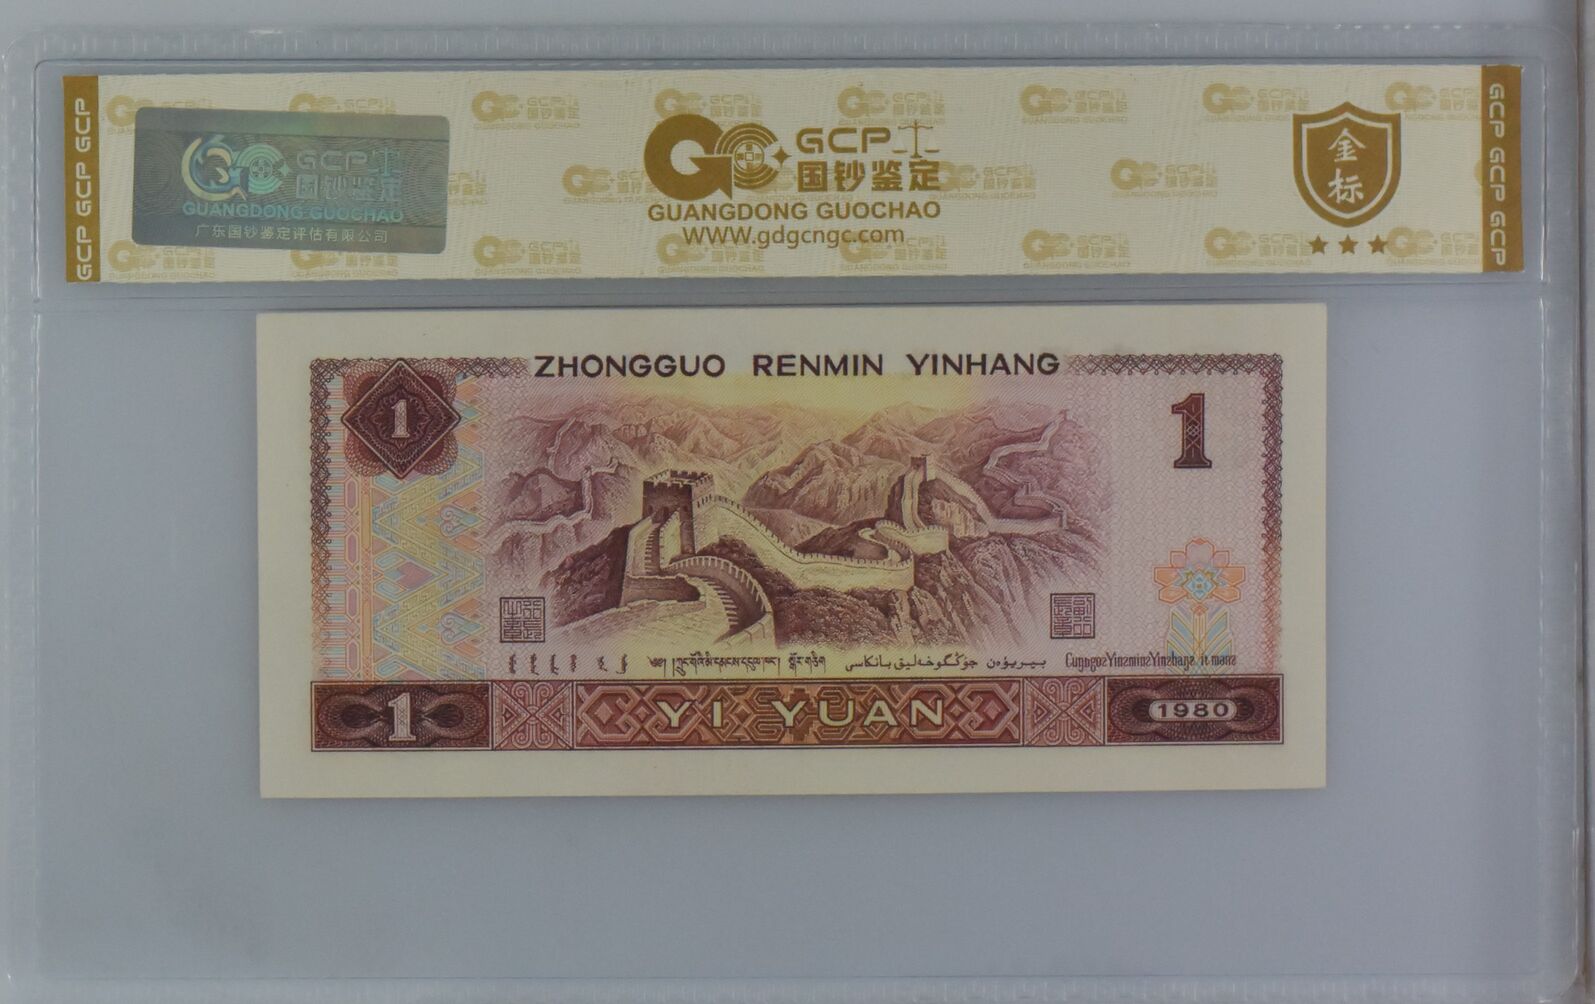 GCP GCP GCP
GCP 国钞鉴定
GUANGDONG GUOCHAO
广东国钞鉴定评估有限公司
GCP
国钞鉴定
GUANGDONG GUOCHAO
WWW.gdgcngc.com
金标
GCP GCP GCP
ZHONGGUO RENMIN YINHANG
1
1
1
YI YUAN
1980